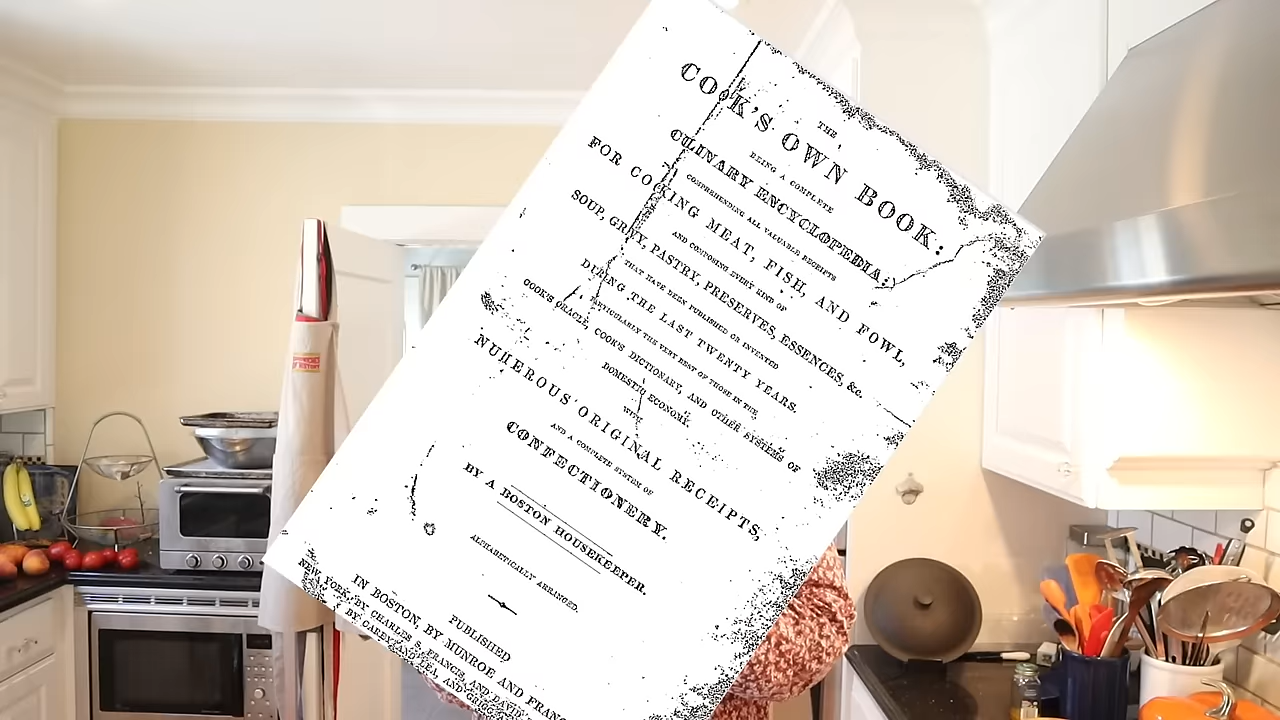 THE
COOK'S OWN BOOK:
BEING A COMPLETE
CULINARY ENCYCLOPEDIA;
COMPREHENDING ALL VALUABLE RECEIPTS
FOR COOKING MEAT, FISH, AND FOWL,
AND COMPOSING EVERY KIND OF
SOUP, GRAVY, PASTRY, PRESERVES, ESSENCES, &c.
THAT HAVE BEEN PUBLISHED OR INVENTED
DURING THE LAST TWENTY YEARS.
PARTICULARLY THE VERY BEST OF THOSE IN THE
COOK'S ORACLE, COOK'S DICTIONARY, AND OTHER SYSTEMS OF
DOMESTIC ECONOMY.
WITH
NUMEROUS ORIGINAL RECEIPTS,
AND A COMPLETE SYSTEM OF
CONFECTIONERY.
BY A BOSTON HOUSEKEEPER.
ALPHABETICALLY ARRANGED.
PUBLISHED
IN BOSTON, BY MUNROE AND FRANC
NEW YORK, BY CHARLES S. FRANCIS, AND
BY CAREY AND LEA, AND